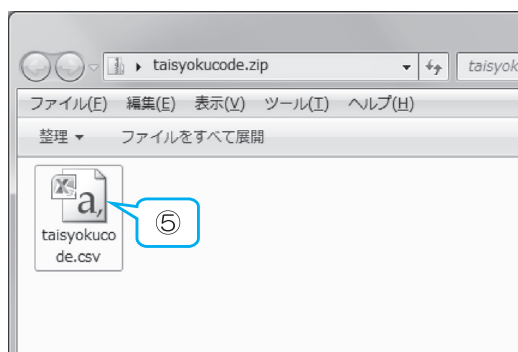 taisyokucode.zip
taisyok
ファイル(F) 編集(E) 表示(V) ツール(T) ヘルプ(H)
整理 ファイルをすべて展開
a,
⑤
taisyokuco
de.csv